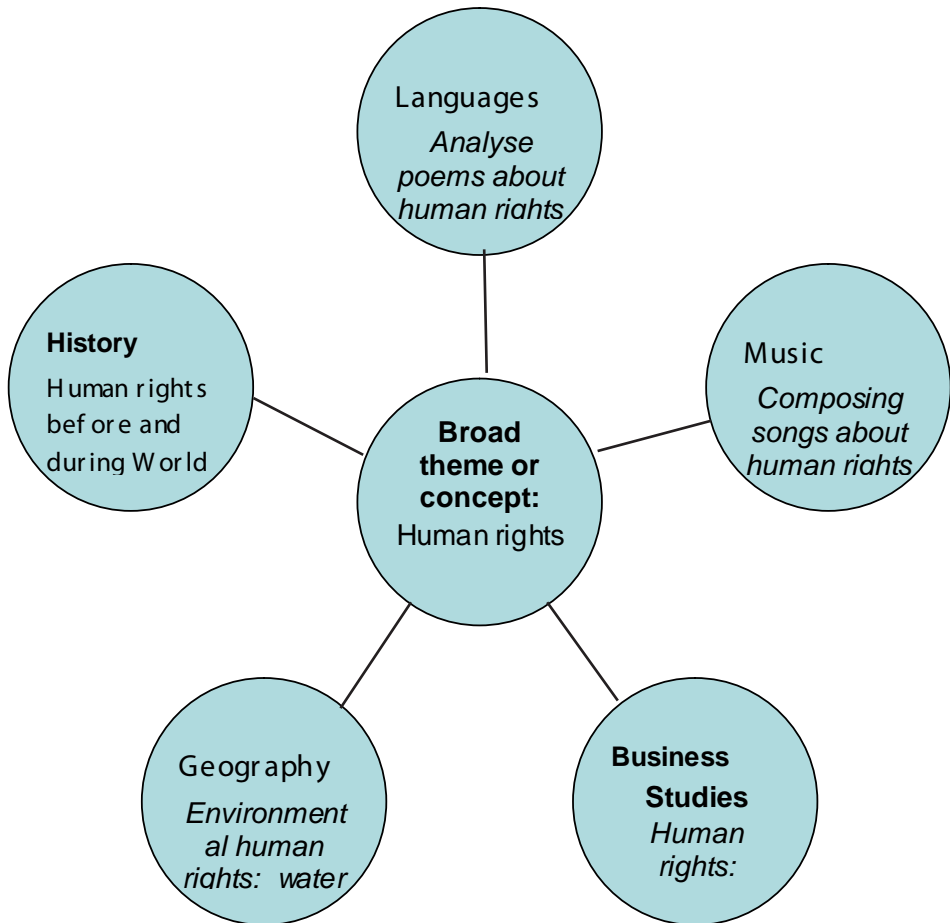 Languages
Analyse
poems about
human rights
History
Human rights
before and
during World
Music
Composing
songs about
human rights
Broad
theme or
concept:
Human rights
Geography
Environment
al human
rights: water
Business
Studies
Human
rights: